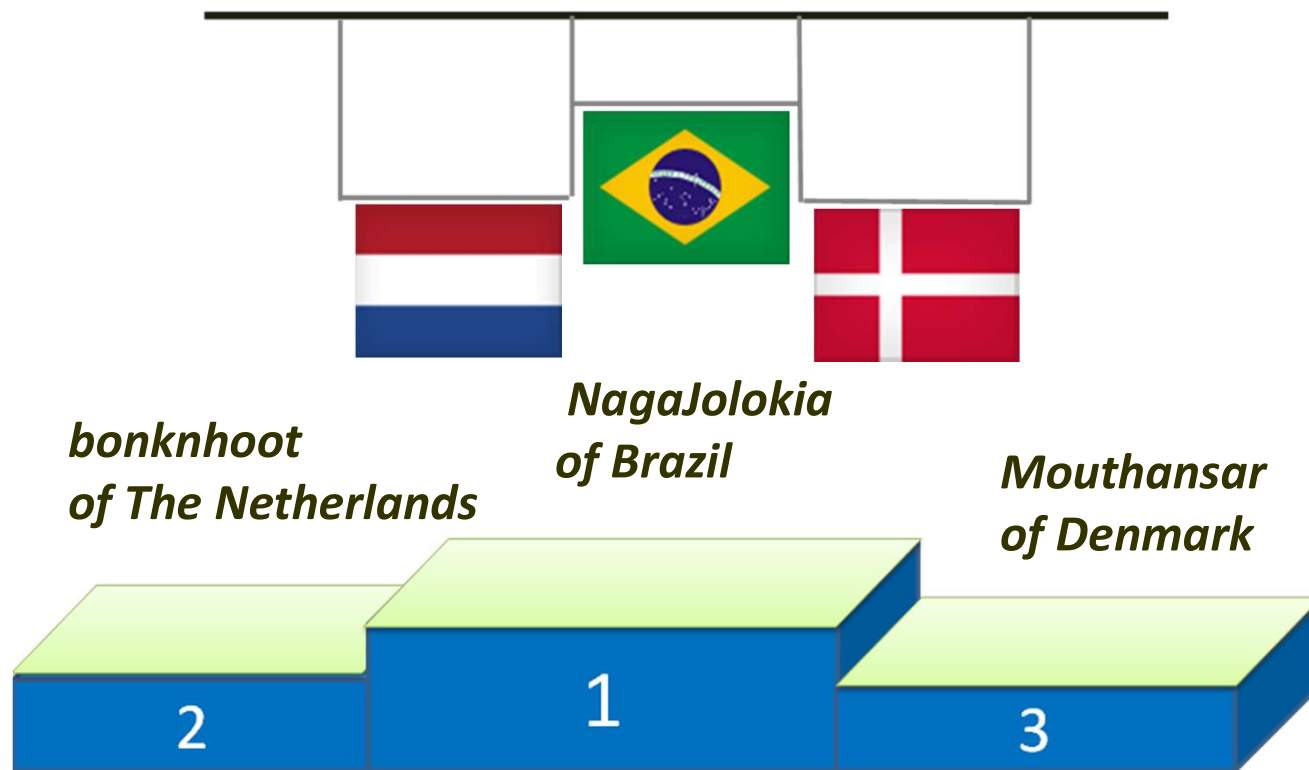 bonknhoot
of The Netherlands
NagaJolokia
of Brazil
Mouthansar
of Denmark
2
1
3